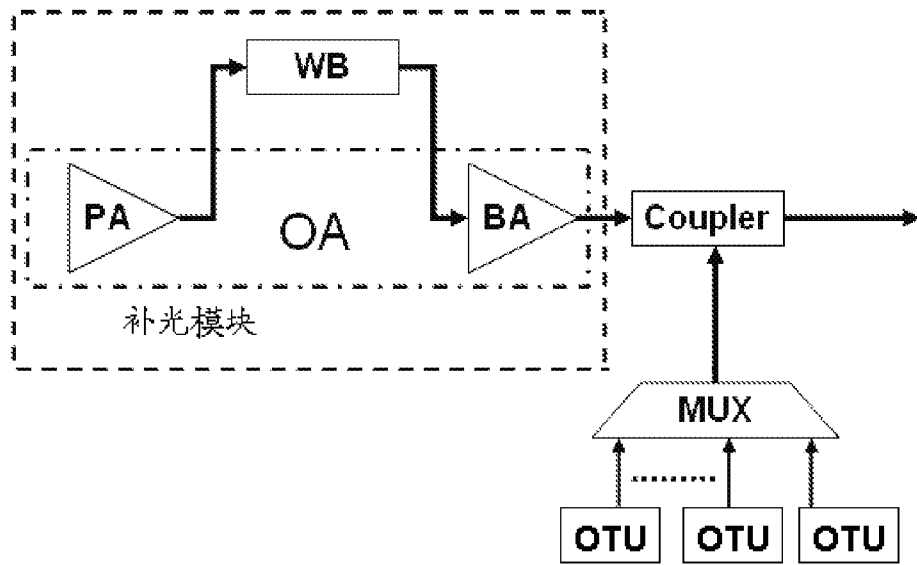 WB
PA
OA
BA
Coupler
补光模块
MUX
OTU
OTU
OTU